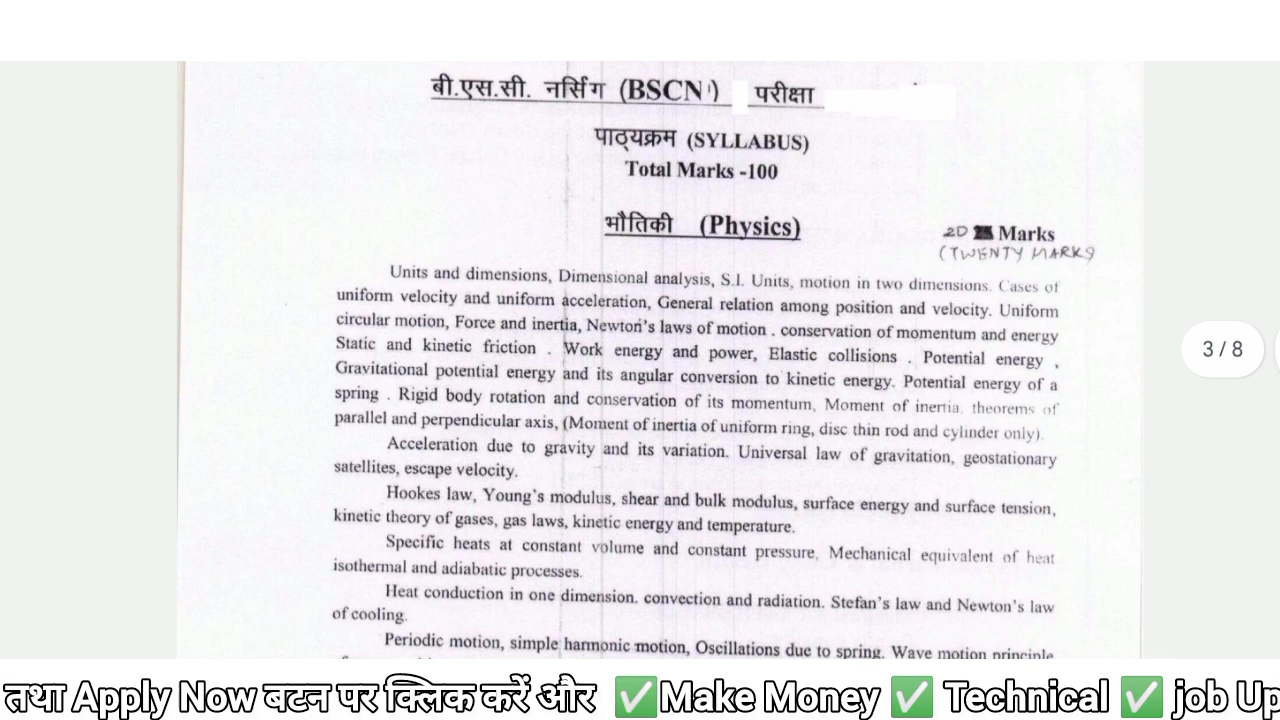 बी.एस.सी. नर्सिंग (BSCN) परीक्षा
पाठ्यक्रम (SYLLABUS)
Total Marks -100
भौतिकी (Physics)
20 Marks
(TWENTY MARKS
Units and dimensions, Dimensional analysis, S.I. Units, motion in two dimensions. Cases of
uniform velocity and uniform acceleration, General relation among position and velocity. Uniform
circular motion, Force and inertia, Newton's laws of motion . conservation of momentum and energy
Static and kinetic friction . Work energy and power, Elastic collisions . Potential energy ,
Gravitational potential energy and its angular conversion to kinetic energy. Potential energy of a
spring . Rigid body rotation and conservation of its momentum, Moment of inertia, theorems of
parallel and perpendicular axis, (Moment of inertia of uniform ring, disc thin rod and cylinder only).
Acceleration due to gravity and its variation. Universal law of gravitation, geostationary
satellites, escape velocity.
Hookes law, Young's modulus, shear and bulk modulus, surface energy and surface tension,
kinetic theory of gases, gas laws, kinetic energy and temperature.
Specific heats at constant volume and constant pressure, Mechanical equivalent of heat
isothermal and adiabatic processes.
Heat conduction in one dimension. convection and radiation. Stefan's law and Newton's law
of cooling.
Periodic motion, simple harmonic motion, Oscillations due to spring. Wave motion principle
3 / 8
तथा Apply Now बटन पर क्लिक करें और ✅Make Money ✅ Technical ✅ job Up